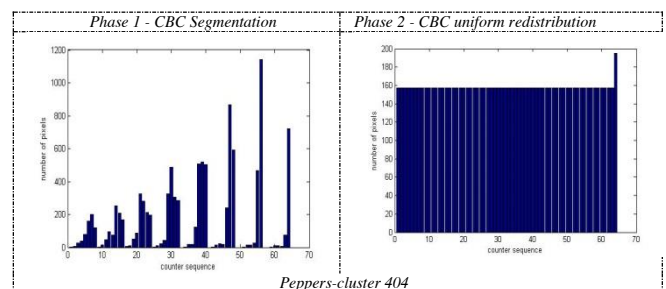 Phase 1 - CBC Segmentation
Phase 2 - CBC uniform redistribution
1200
1000
800
600
400
200
0
number of pixels
0 10 20 30 40 50 60 70
counter sequence
200
180
160
140
120
100
80
60
40
20
0
number of pixels
0 10 20 30 40 50 60 70
counter sequence
Peppers-cluster 404